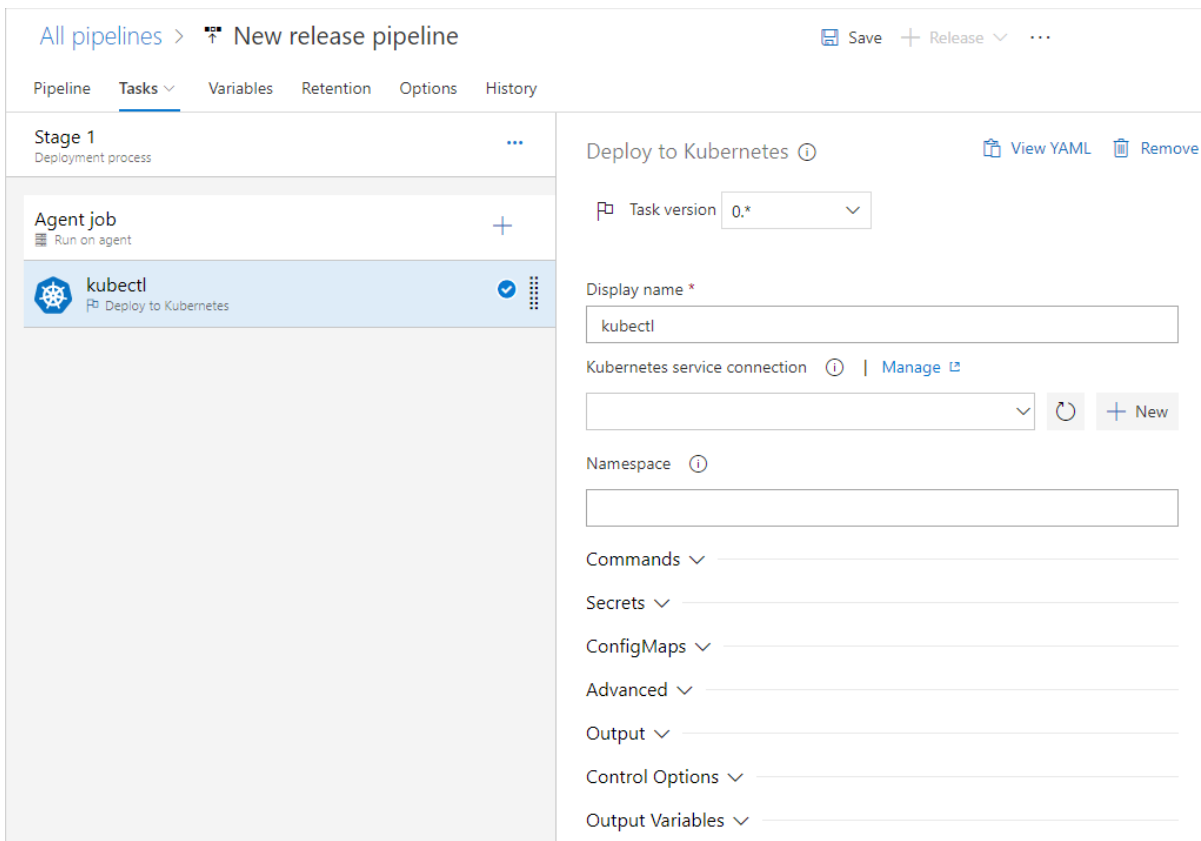 All pipelines > New release pipeline
Save + Release ...
Pipeline Tasks Variables Retention Options History
Stage 1
Deployment process
...
Agent job
Run on agent
kubectl
Deploy to Kubernetes
Deploy to Kubernetes
View YAML Remove
Task version 0.*
Display name *
kubectl
Kubernetes service connection | Manage
+ New
Namespace
Commands
Secrets
ConfigMaps
Advanced
Output
Control Options
Output Variables